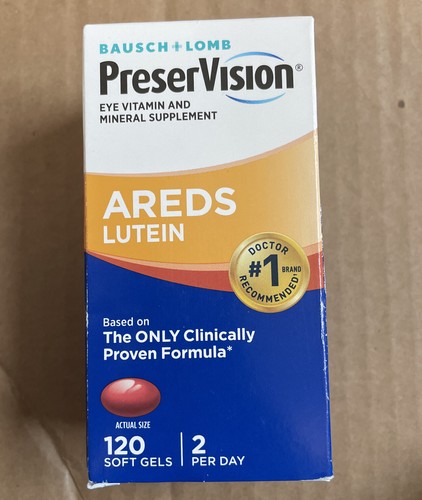 BAUSCH + LOMB
PreserVision®
EYE VITAMIN AND
MINERAL SUPPLEMENT
AREDS
LUTEIN
DOCTOR
#1 BRAND
RECOMMENDED†
Based on
The ONLY Clinically
Proven Formula*
ACTUAL SIZE
120 2
SOFT GELS PER DAY